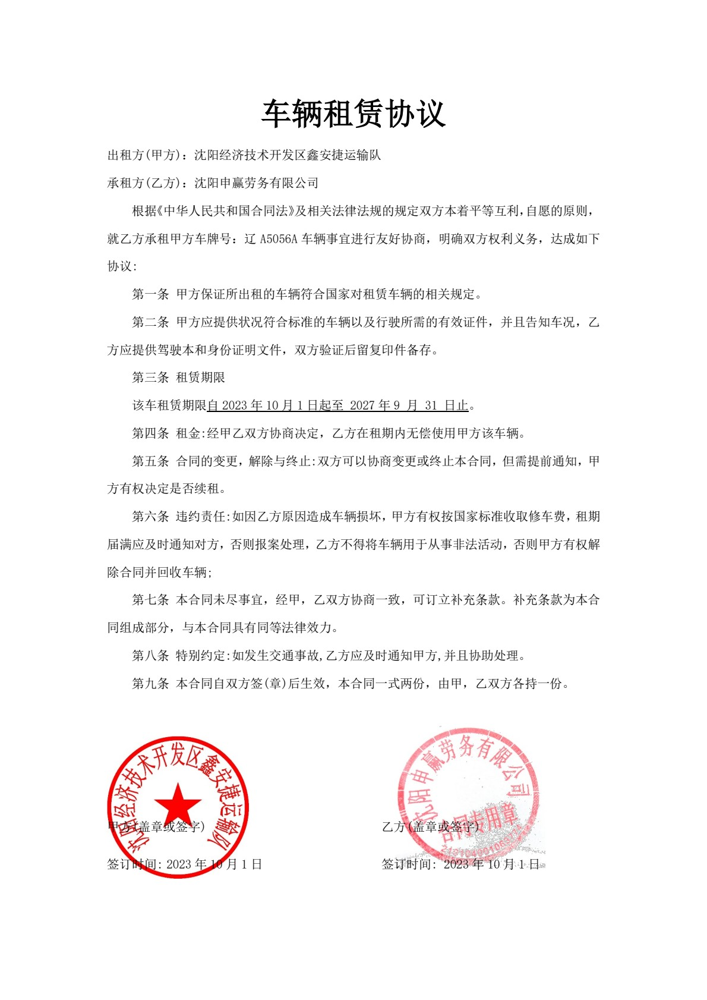 车辆租赁协议
出租方(甲方)：沈阳经济技术开发区鑫安捷运输队
承租方(乙方)：沈阳申赢劳务有限公司
根据《中华人民共和国合同法》及相关法律法规的规定双方本着平等互利，自愿的原则，
就乙方承租甲方车牌号：辽 A5056A 车辆事宜进行友好协商，明确双方权利义务，达成如下
协议:
第一条 甲方保证所出租的车辆符合国家对租赁车辆的相关规定。
第二条 甲方应提供状况符合标准的车辆以及行驶所需的有效证件，并且告知车况，乙
方应提供驾驶本和身份证明文件，双方验证后留复印件备存。
第三条 租赁期限
该车租赁期限自 2023 年 10 月 1 日起至 2027 年 9 月 31 日止。
第四条 租金:经甲乙双方协商决定，乙方在租期内无偿使用甲方该车辆。
第五条 合同的变更，解除与终止:双方可以协商变更或终止本合同，但需提前通知，甲
方有权决定是否续租。
第六条 违约责任:如因乙方原因造成车辆损坏，甲方有权按国家标准收取修车费，租期
届满应及时通知对方，否则报案处理，乙方不得将车辆用于从事非法活动，否则甲方有权解
除合同并回收车辆;
第七条 本合同未尽事宜，经甲，乙双方协商一致，可订立补充条款。补充条款为本合
同组成部分，与本合同具有同等法律效力。
第八条 特别约定:如发生交通事故,乙方应及时通知甲方,并且协助处理。
第九条 本合同自双方签(章)后生效，本合同一式两份，由甲，乙双方各持一份。
沈阳经济技术开发区鑫安捷运输队
沈阳申赢劳务有限公司
合同专用章
甲方(盖章或签字)
乙方(盖章或签字)
签订时间: 2023 年 10 月 1 日
签订时间: 2023 年 10 月 1 日